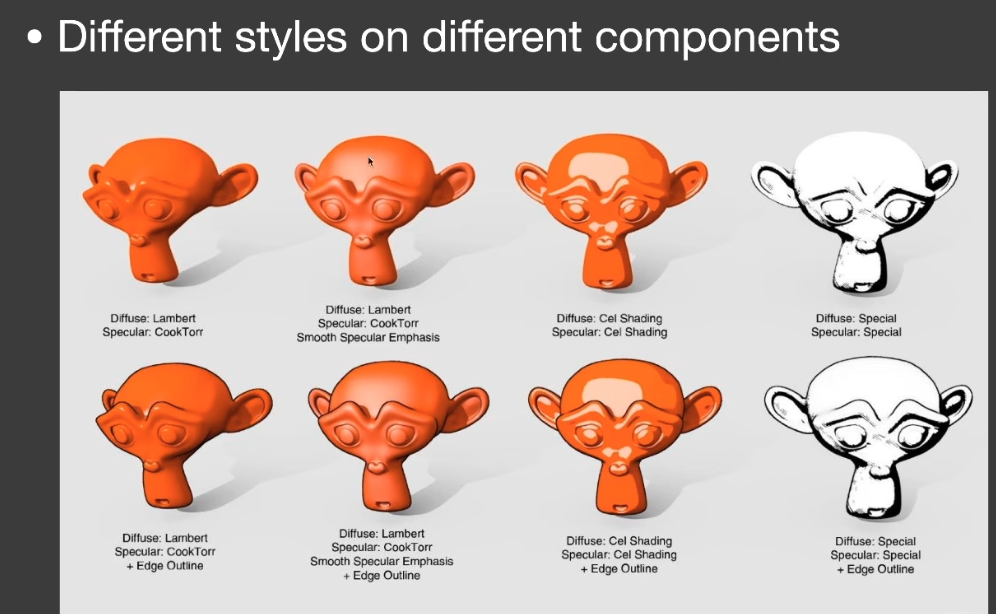 • Different styles on different components
Diffuse: Lambert
Specular: CookTorr
Diffuse: Lambert
Specular: CookTorr
Smooth Specular Emphasis
Diffuse: Cel Shading
Specular: Cel Shading
Diffuse: Special
Specular: Special
Diffuse: Lambert
Specular: CookTorr
+ Edge Outline
Diffuse: Lambert
Specular: CookTorr
Smooth Specular Emphasis
+ Edge Outline
Diffuse: Cel Shading
Specular: Cel Shading
+ Edge Outline
Diffuse: Special
Specular: Special
+ Edge Outline